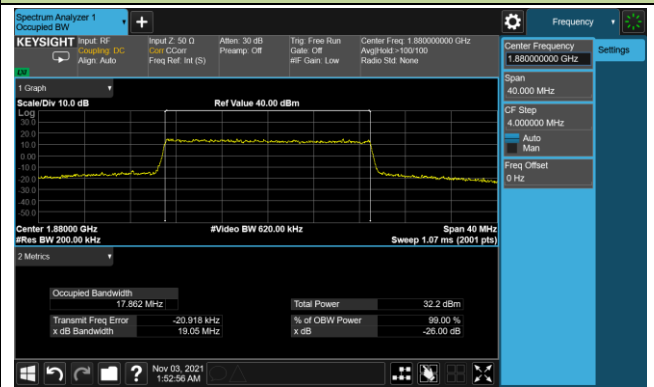 Spectrum Analyzer 1
Occupied BW
Frequency
KEYSIGHT
Input: RF
Coupling: DC
Align: Auto
Input Z: 50 Ω
Corr CCorr
Freq Ref: Int (S)
Atten: 30 dB
Preamp: Off
Trig: Free Run
Gate: Off
#IF Gain: Low
Center Freq: 1.880000000 GHz
Avg|Hold:>100/100
Radio Std: None
Center Frequency
1.880000000 GHz
Settings
Span
40.000 MHz
CF Step
4.000000 MHz
Auto
Man
Freq Offset
0 Hz
1 Graph
Scale/Div 10.0 dB
Ref Value 40.00 dBm
Log
30.0
20.0
10.0
0.00
-10.0
-20.0
-30.0
-40.0
-50.0
Center 1.88000 GHz
#Video BW 620.00 kHz
Span 40 MHz
#Res BW 200.00 kHz
Sweep 1.07 ms (2001 pts)
2 Metrics
Occupied Bandwidth
17.862 MHz
Total Power
32.2 dBm
Transmit Freq Error
-20.918 kHz
% of OBW Power
99.00 %
x dB Bandwidth
19.05 MHz
x dB
-26.00 dB
Nov 03, 2021
1:52:56 AM